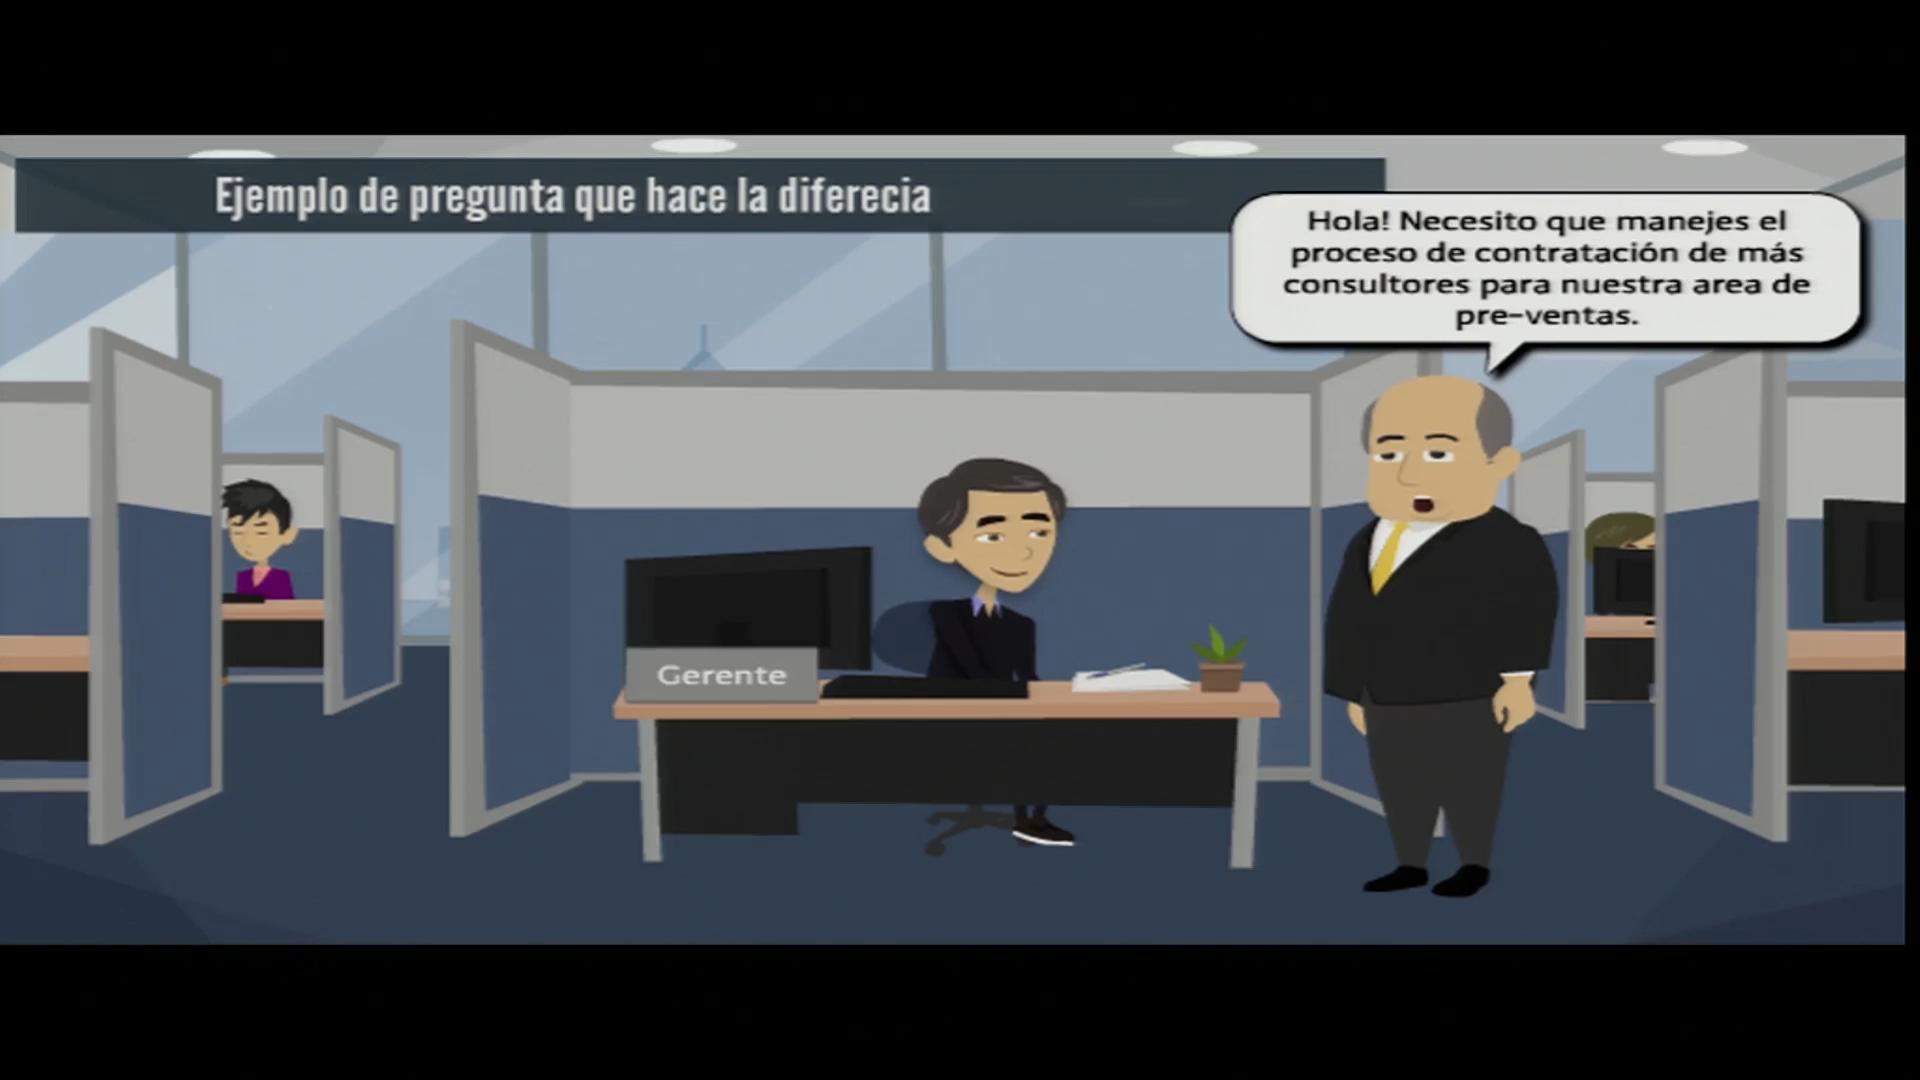 Ejemplo de pregunta que hace la diferecia
Hola! Necesito que manejes el
proceso de contratación de más
consultores para nuestra area de
pre-ventas.
Gerente